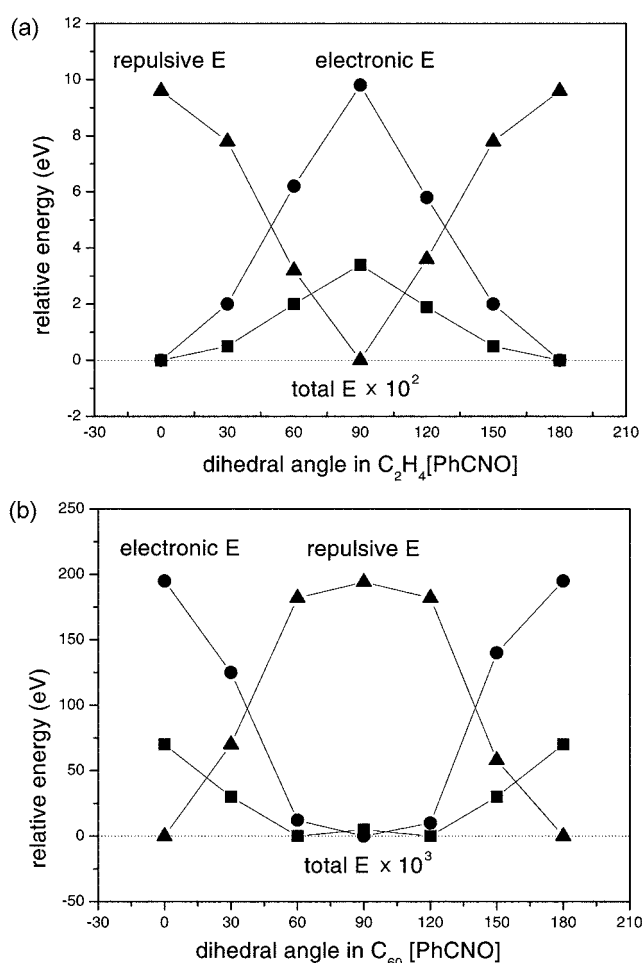 (a)
12
10
8
6
4
2
0
-2
repulsive E
electronic E
total E × 10²
relative energy (eV)
-30 0 30 60 90 120 150 180 210
dihedral angle in C₂H₄[PhCNO]
(b)
250
200
150
100
50
0
-50
electronic E
repulsive E
total E × 10³
relative energy (eV)
-30 0 30 60 90 120 150 180 210
dihedral angle in C₆₀ [PhCNO]